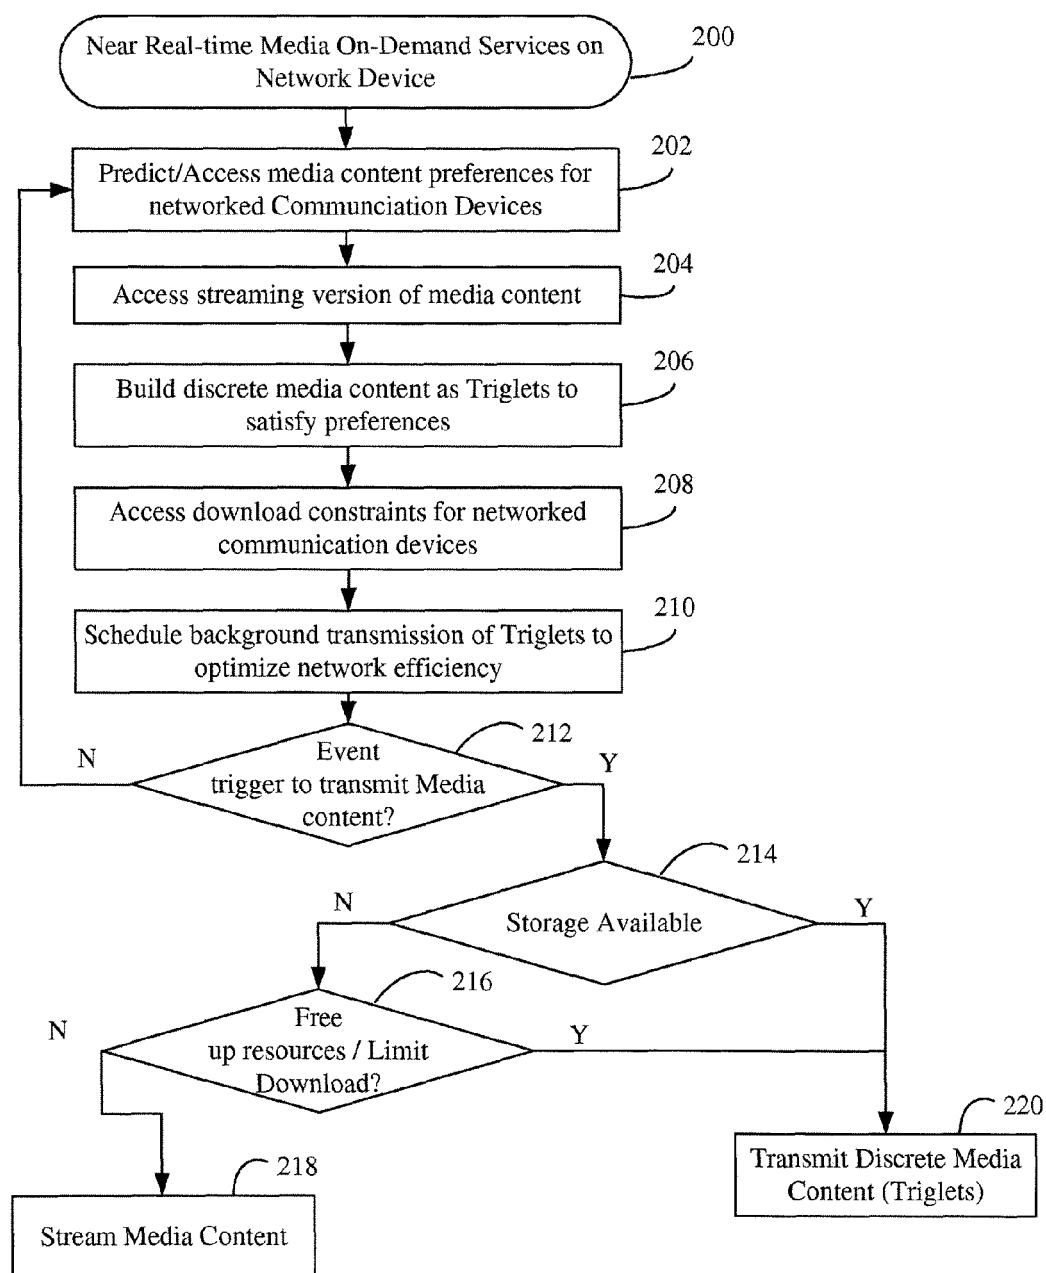 Near Real-time Media On-Demand Services on
Network Device
200
202
Predict/Access media content preferences for
networked Communciation Devices
204
Access streaming version of media content
206
Build discrete media content as Triglets to
satisfy preferences
208
Access download constraints for networked
communication devices
210
Schedule background transmission of Triglets to
optimize network efficiency
212
N
Event
trigger to transmit Media
content?
Y
214
N
Storage Available
Y
216
N
Free
up resources / Limit
Download?
Y
220
Transmit Discrete Media
Content (Triglets)
218
Stream Media Content